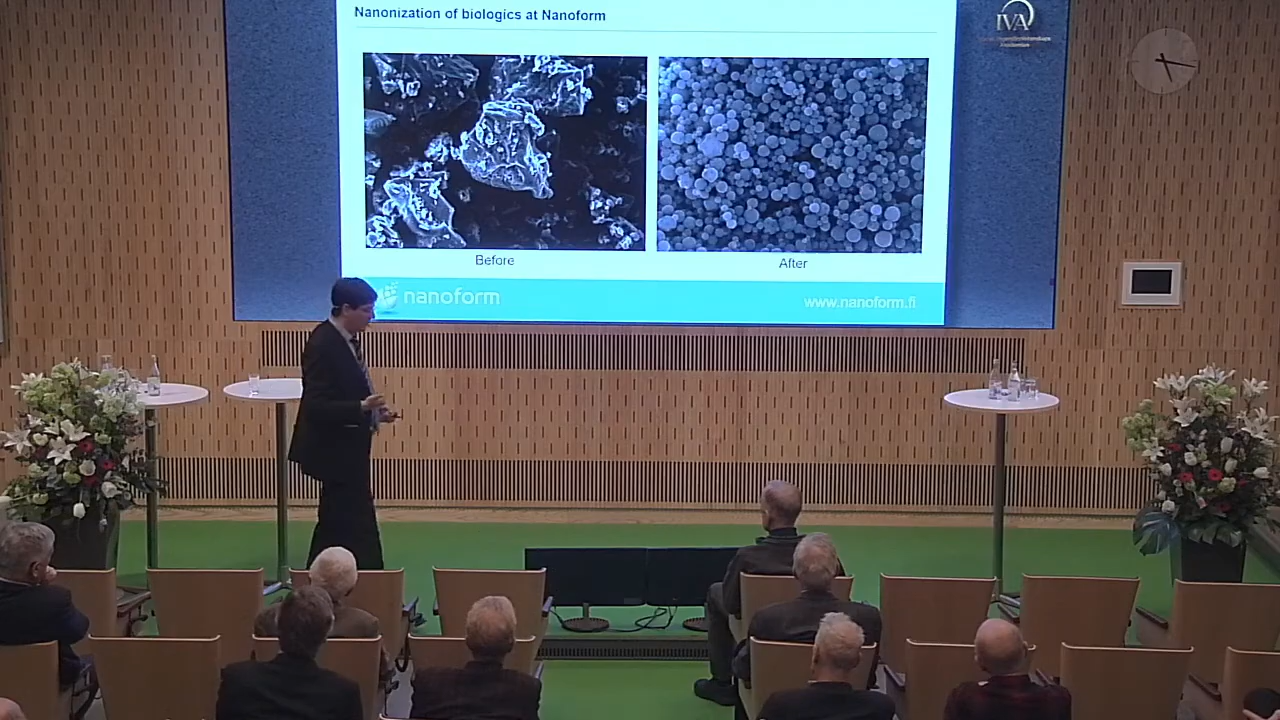 Nanonization of biologics at Nanoform
IVA
Before
After
nanoform
www.nanoform.fi